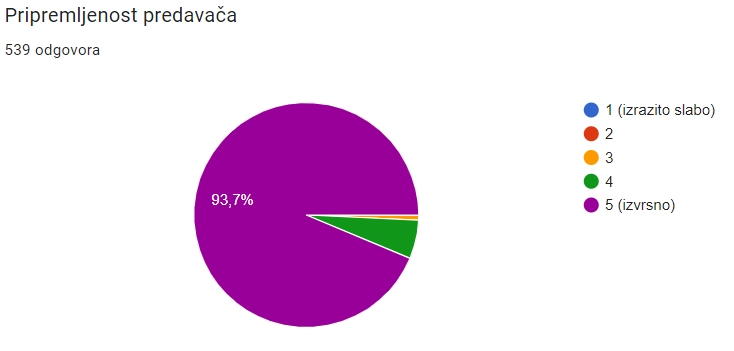 Pripremljenost predavača
539 odgovora
93,7%
1 (izrazito slabo)
2
3
4
5 (izvrsno)